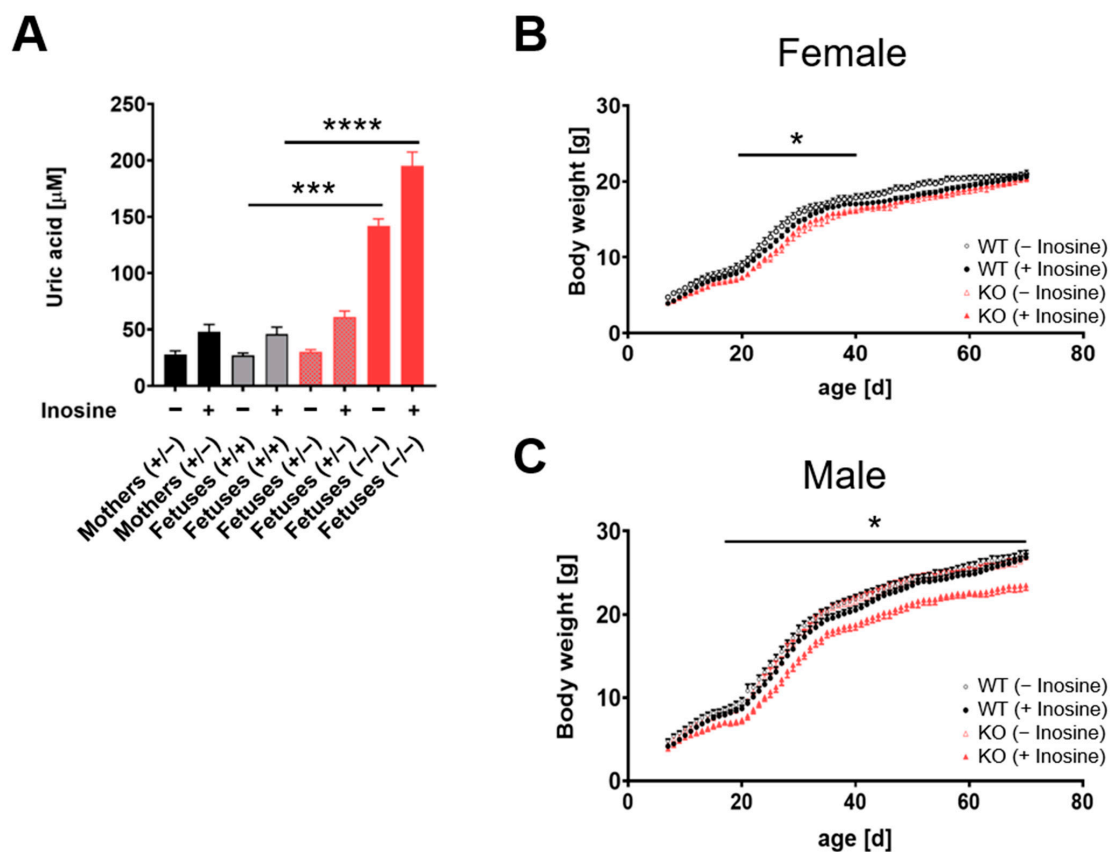 A
250
200
150
100
50
0
Uric acid [µM]
****
***
Inosine
− + − + − + − +
Mothers (+/−)
Mothers (+/−)
Fetuses (+/+)
Fetuses (+/+)
Fetuses (+/−)
Fetuses (+/−)
Fetuses (−/−)
Fetuses (−/−)
B
Female
30
20
10
0
Body weight [g]
*
WT (− Inosine)
WT (+ Inosine)
KO (− Inosine)
KO (+ Inosine)
0 20 40 60 80
age [d]
C
Male
30
20
10
0
Body weight [g]
*
WT (− Inosine)
WT (+ Inosine)
KO (− Inosine)
KO (+ Inosine)
0 20 40 60 80
age [d]